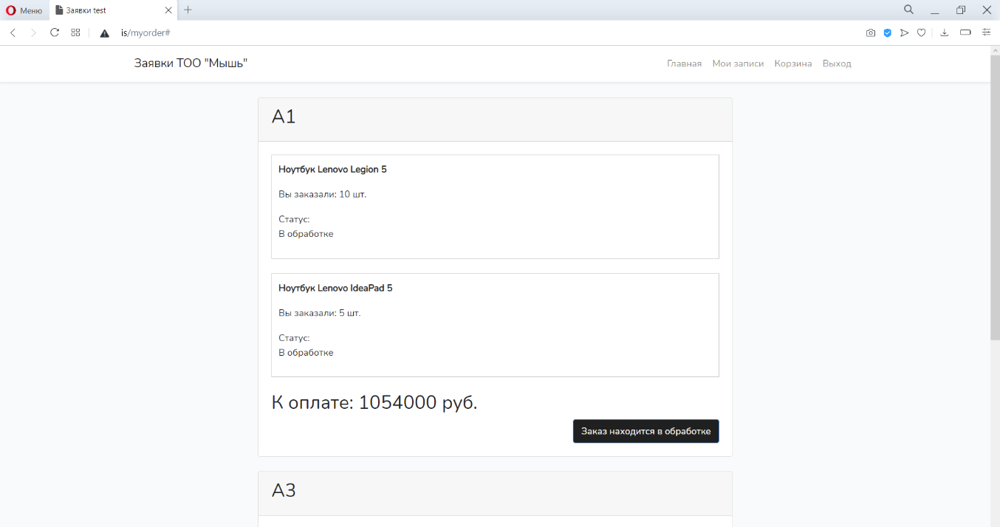 Меню
Заявки test
is/myorder#
Заявки ТОО "Мышь"
Главная Мои записи Корзина Выход
A1
Ноутбук Lenovo Legion 5
Вы заказали: 10 шт.
Статус:
В обработке
Ноутбук Lenovo IdeaPad 5
Вы заказали: 5 шт.
Статус:
В обработке
К оплате: 1054000 руб.
Заказ находится в обработке
A3